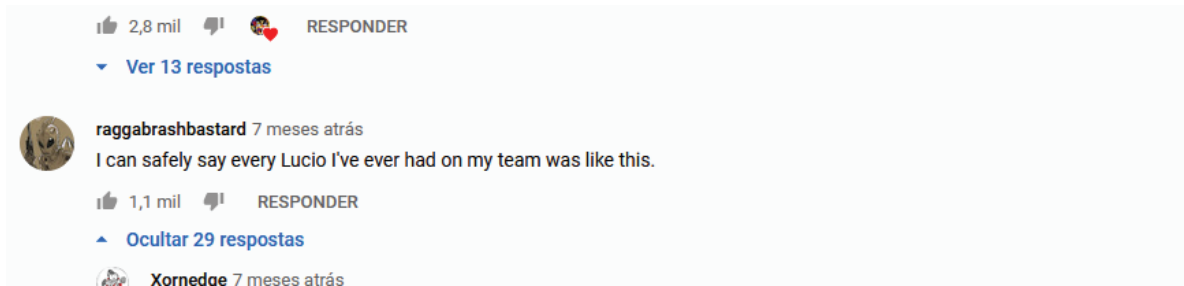 2,8 mil RESPONDER
Ver 13 respostas
raggabrashbastard 7 meses atrás
I can safely say every Lucio I've ever had on my team was like this.
1,1 mil RESPONDER
Ocultar 29 respostas
Xornedge 7 meses atrás